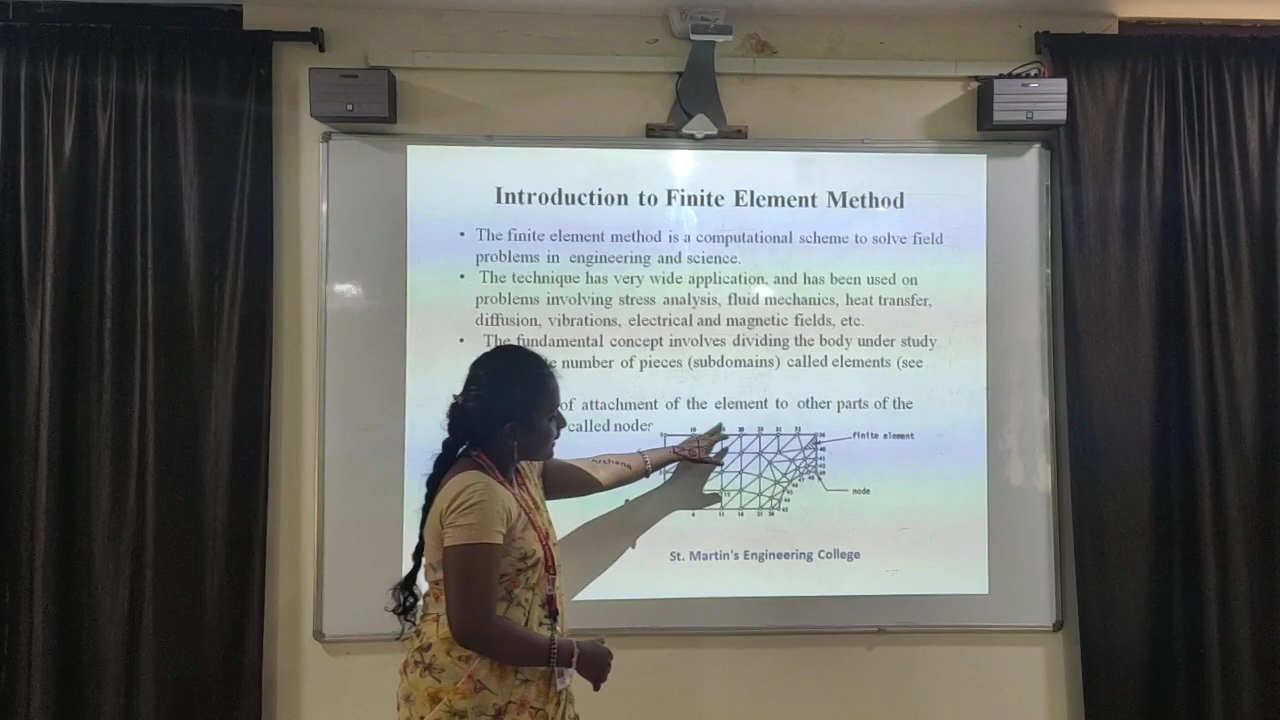 Introduction to Finite Element Method
• The finite element method is a computational scheme to solve field
problems in engineering and science.
• The technique has very wide application, and has been used on
problems involving stress analysis, fluid mechanics, heat transfer,
diffusion, vibrations, electrical and magnetic fields, etc.
• The fundamental concept involves dividing the body under study
number of pieces (subdomains) called elements (see
of attachment of the element to other parts of the
called
finite element
node
St. Martin's Engineering College